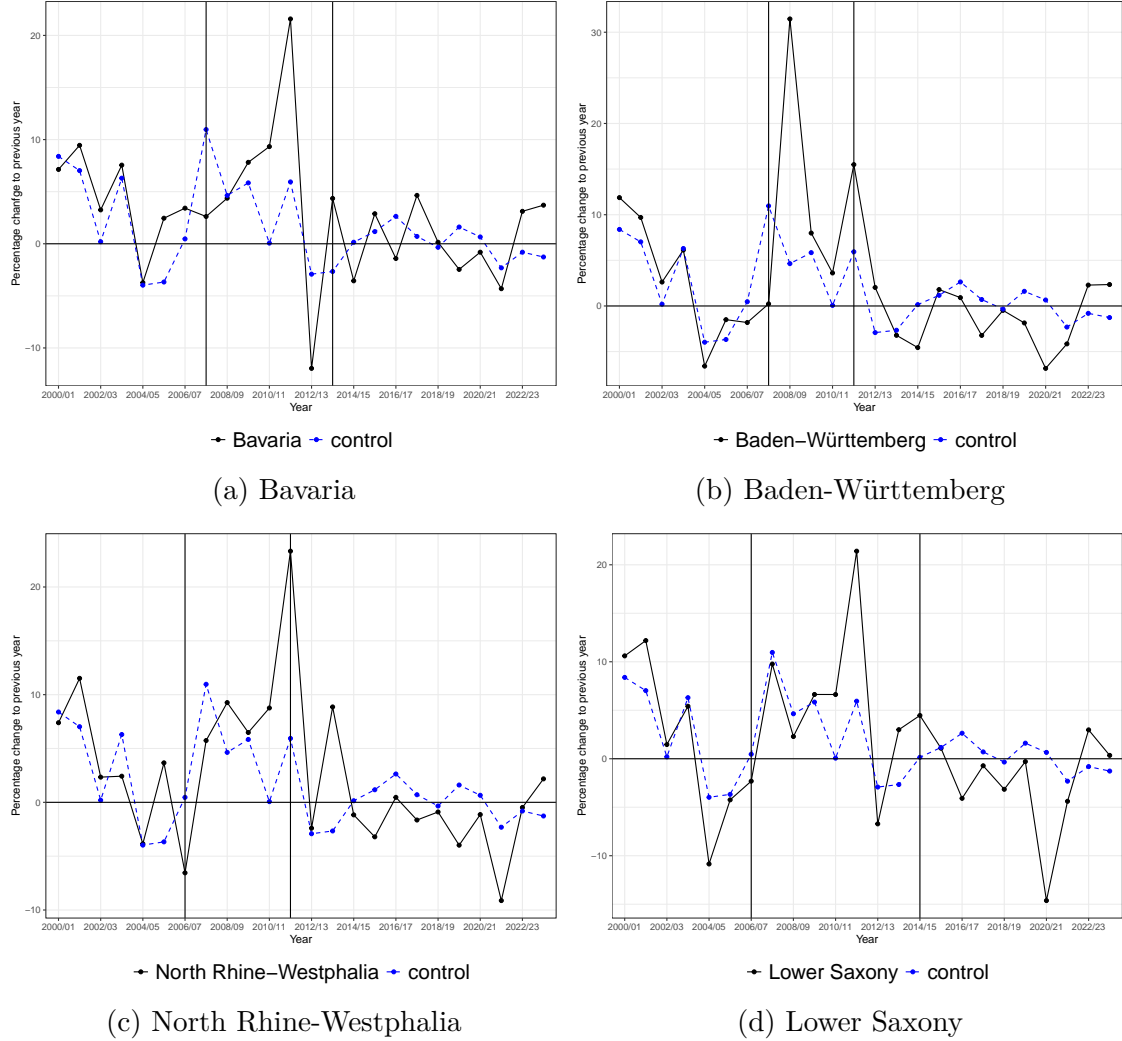 Percentage chanfge to previous year
20
10
0
−10
2000/01 2002/03 2004/05 2006/07 2008/09 2010/11 2012/13 2014/15 2016/17 2018/19 2020/21 2022/23
Year
Bavaria control
(a) Bavaria
Percentage change to previous year
30
20
10
0
2000/01 2002/03 2004/05 2006/07 2008/09 2010/11 2012/13 2014/15 2016/17 2018/19 2020/21 2022/23
Year
Baden−Württemberg control
(b) Baden-Württemberg
Percentage change to previous year
20
10
0
−10
2000/01 2002/03 2004/05 2006/07 2008/09 2010/11 2012/13 2014/15 2016/17 2018/19 2020/21 2022/23
Year
North Rhine−Westphalia control
(c) North Rhine-Westphalia
Percentage change to previous year
20
10
0
−10
2000/01 2002/03 2004/05 2006/07 2008/09 2010/11 2012/13 2014/15 2016/17 2018/19 2020/21 2022/23
Year
Lower Saxony control
(d) Lower Saxony